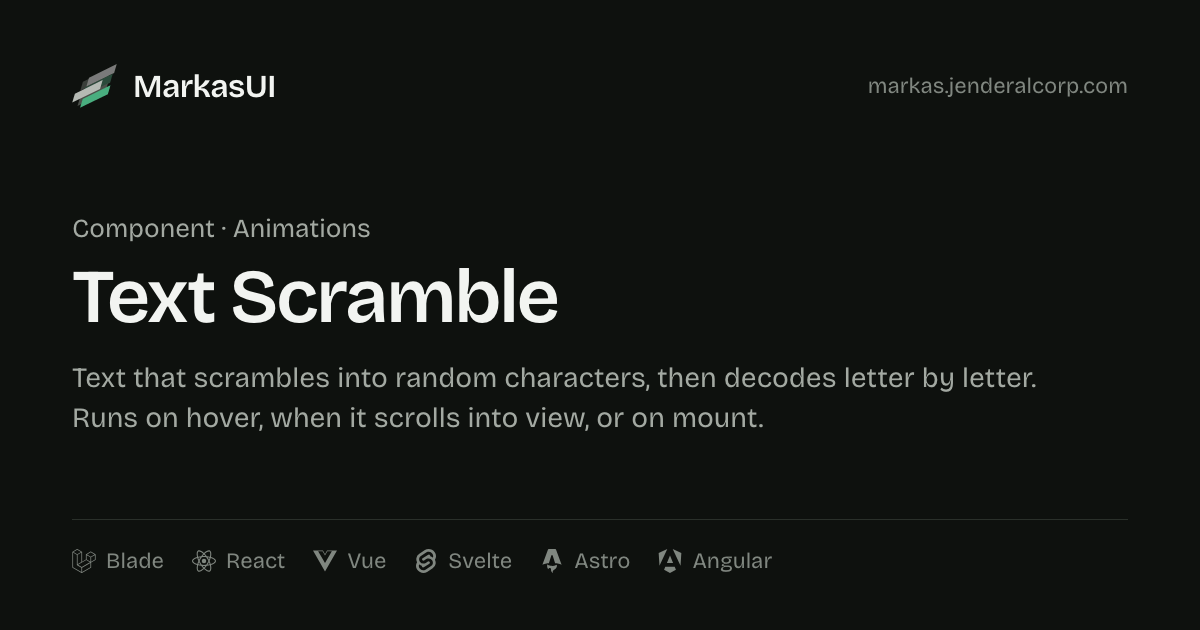 MarkasUI
markas.jenderalcorp.com
Component · Animations
Text Scramble
Text that scrambles into random characters, then decodes letter by letter.
Runs on hover, when it scrolls into view, or on mount.
Blade React Vue Svelte Astro Angular